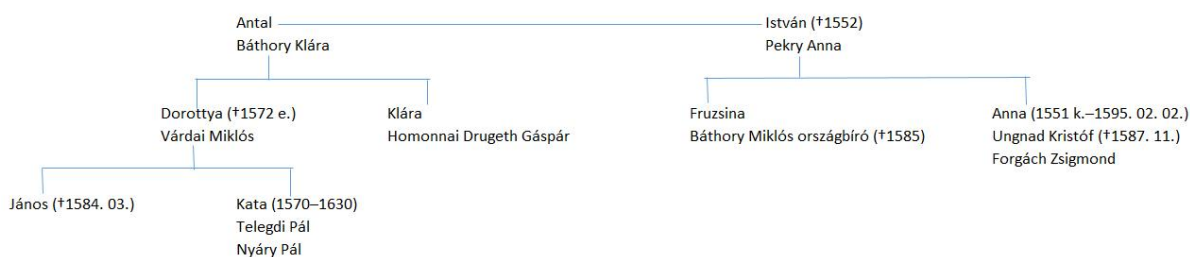 Antal
Báthory Klára
István (†1552)
Pekry Anna
Dorottya (†1572 e.)
Várdai Miklós
Klára
Homonnai Drugeth Gáspár
Fruzsina
Báthory Miklós országbíró (†1585)
Anna (1551 k.–1595. 02. 02.)
Ungnad Kristóf (†1587. 11.)
Forgách Zsigmond
János (†1584. 03.)
Kata (1570–1630)
Telegdi Pál
Nyáry Pál